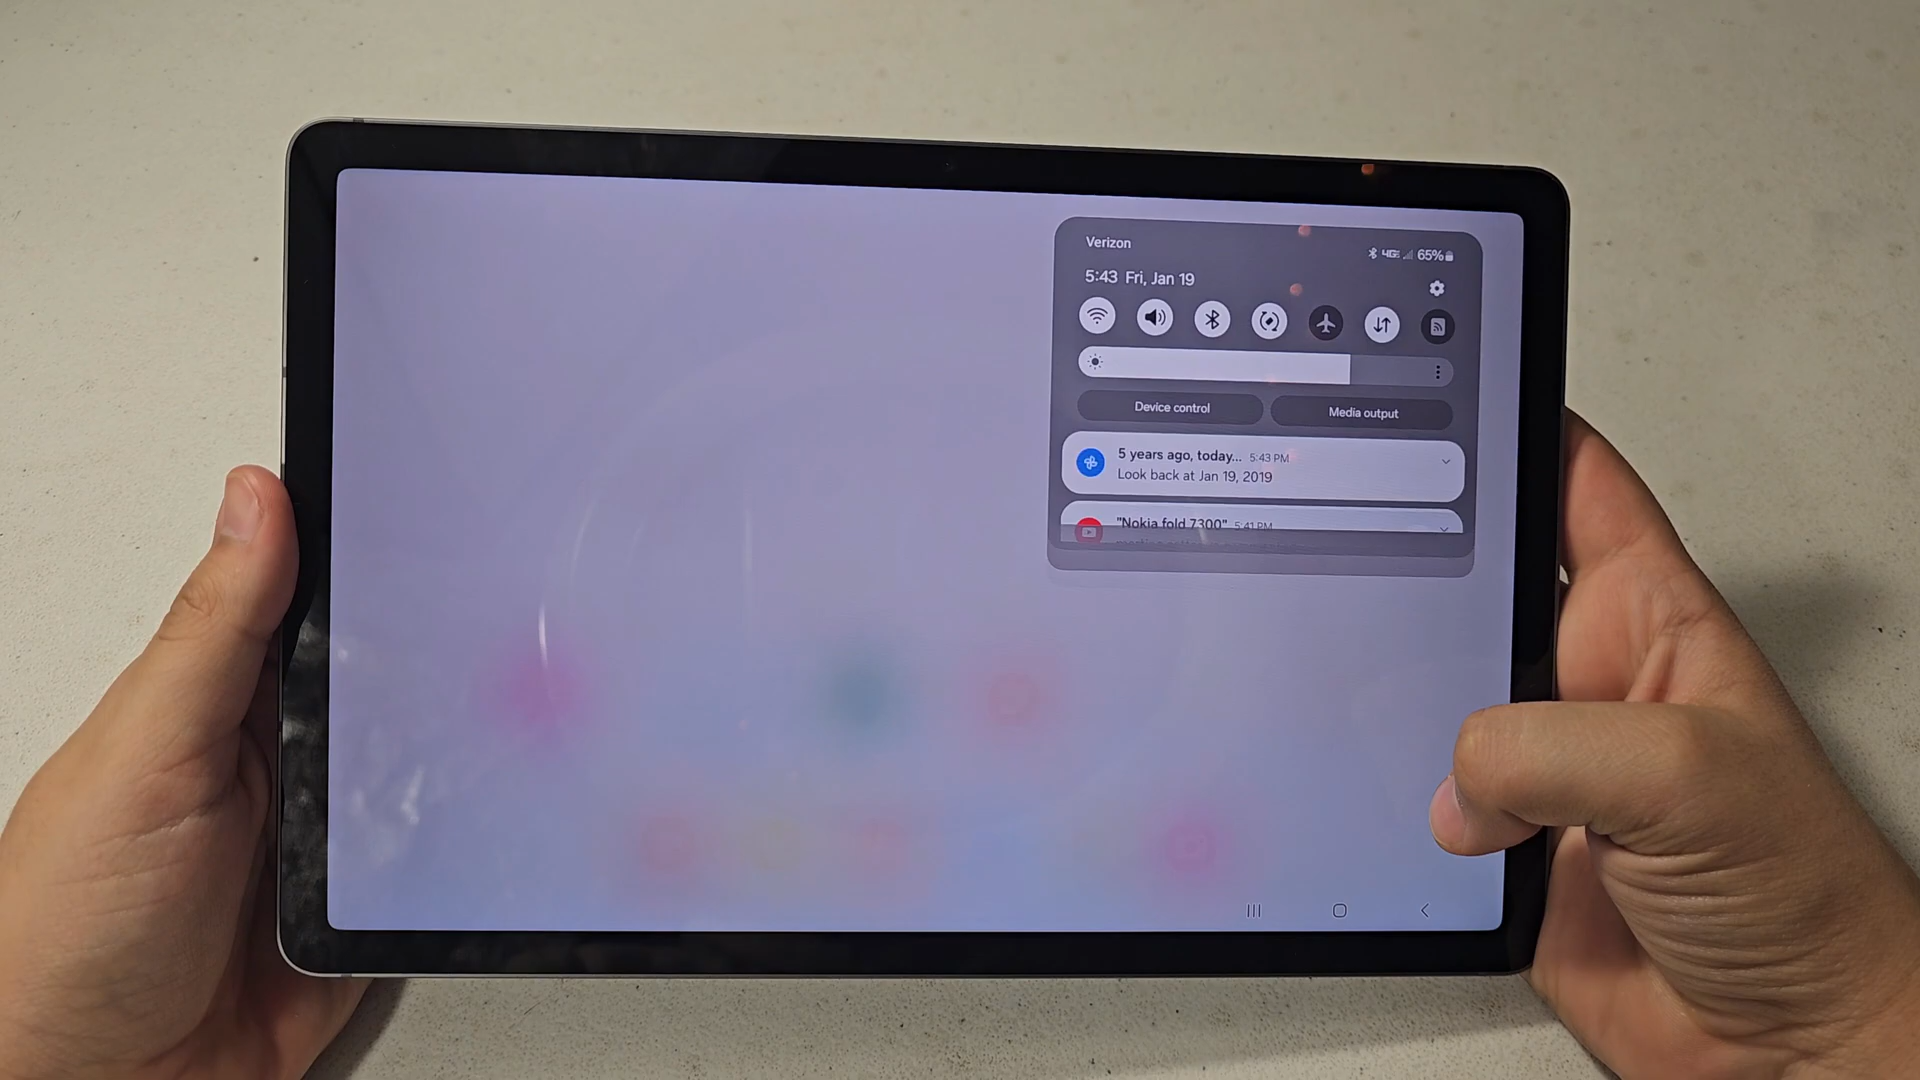 Verizon
4G 65%
5:43 Fri, Jan 19
Device control
Media output
5 years ago, today... 5:43 PM
Look back at Jan 19, 2019
"Nokia fold 7300" 5:41 PM